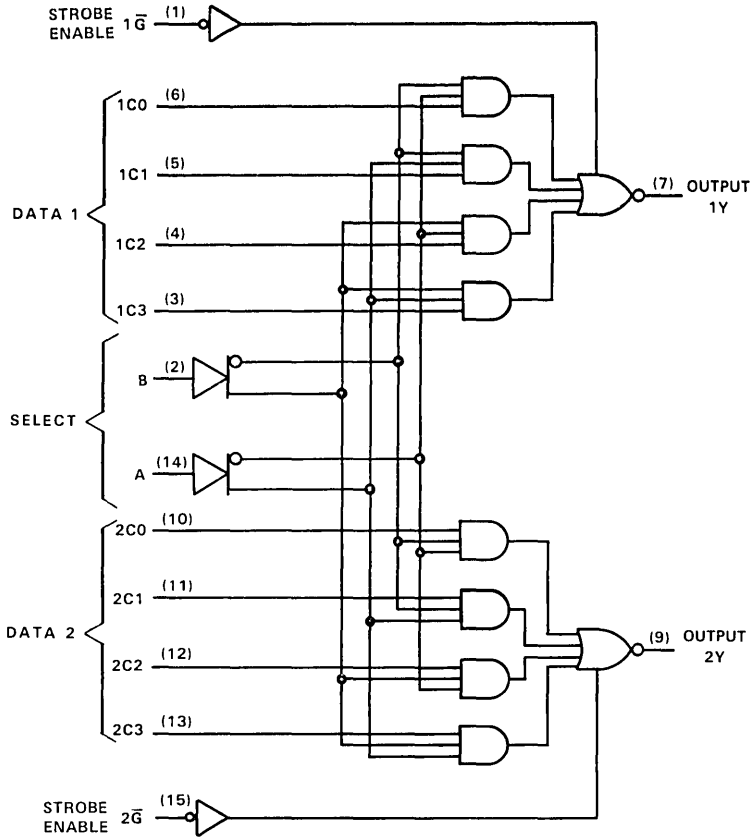 STROBE
ENABLE 1G̅ (1)
1C0 (6)
1C1 (5)
DATA 1
1C2 (4)
1C3 (3)
(7) OUTPUT
1Y
B (2)
SELECT
A (14)
2C0 (10)
2C1 (11)
DATA 2
2C2 (12)
2C3 (13)
(9) OUTPUT
2Y
STROBE
ENABLE 2G̅ (15)